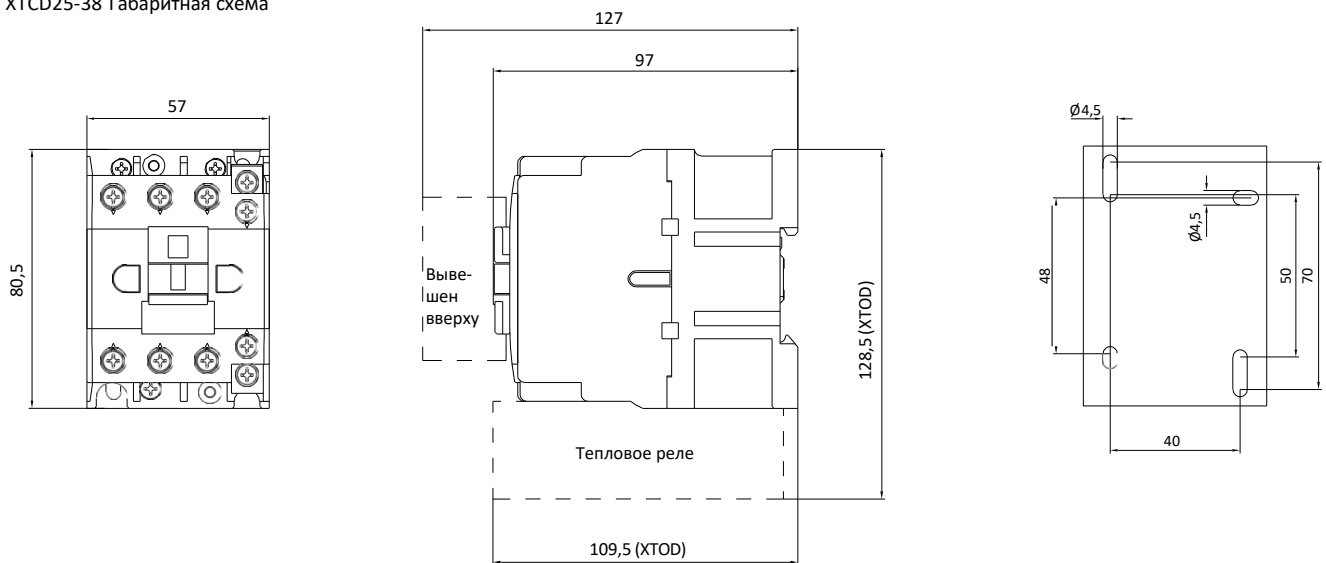 XTCD25-38 Габаритная схема
127
97
57
Ø4,5
80,5
Выве-
шен
вверху
128,5 (XTOD)
Ø4,5
48
50
70
40
Тепловое реле
109,5 (XTOD)